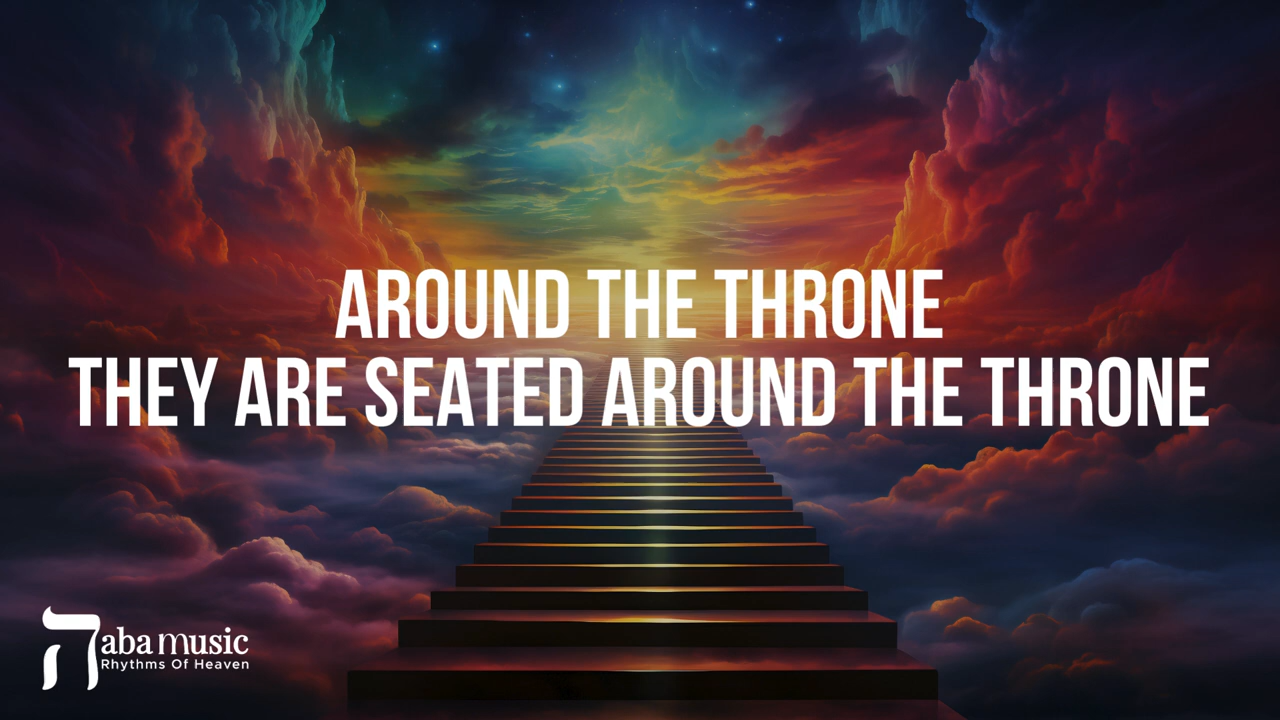 AROUND THE THRONE
THEY ARE SEATED AROUND THE THRONE
ה aba music
Rhythms Of Heaven